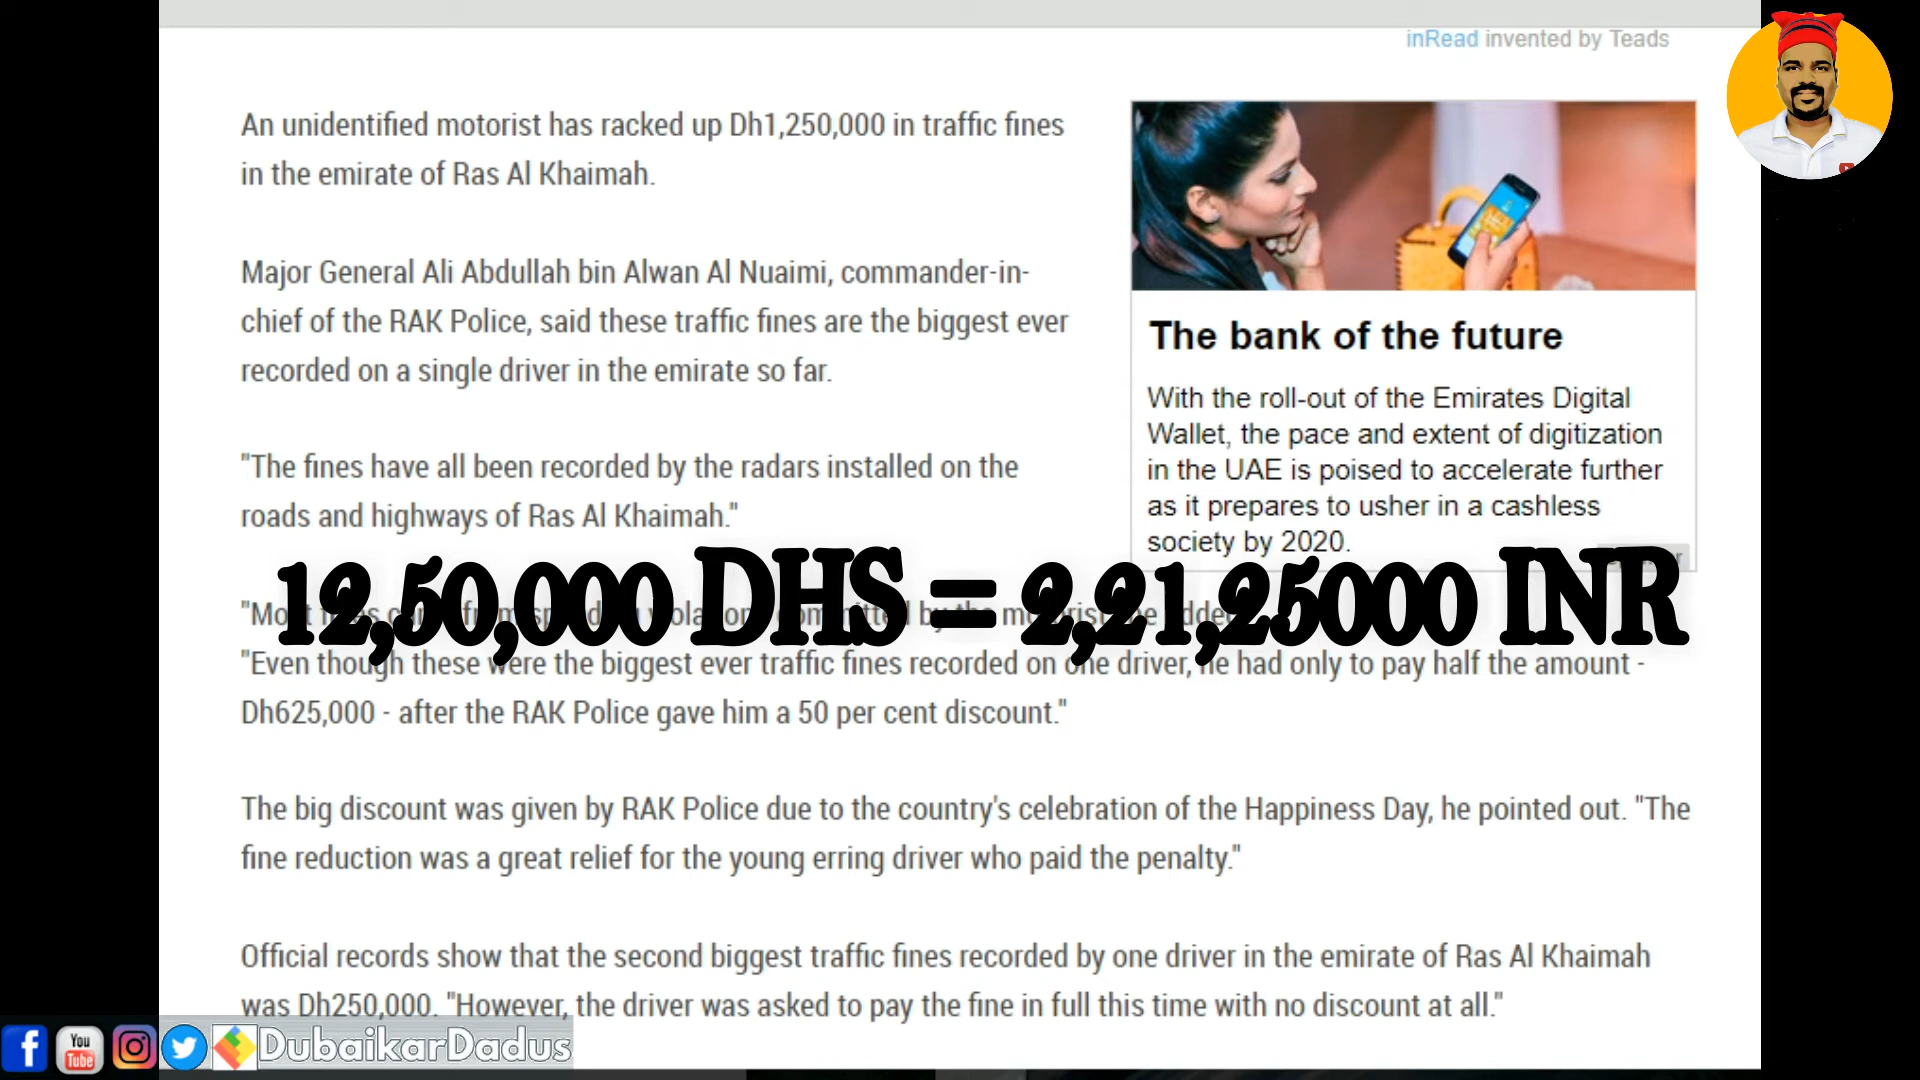 inRead invented by Teads
An unidentified motorist has racked up Dh1,250,000 in traffic fines
in the emirate of Ras Al Khaimah.
Major General Ali Abdullah bin Alwan Al Nuaimi, commander-in-
chief of the RAK Police, said these traffic fines are the biggest ever
recorded on a single driver in the emirate so far.
"The fines have all been recorded by the radars installed on the
roads and highways of Ras Al Khaimah."
The bank of the future
With the roll-out of the Emirates Digital
Wallet, the pace and extent of digitization
in the UAE is poised to accelerate further
as it prepares to usher in a cashless
society by 2020.
12,50,000 DHS = 2,21,25000 INR
"Even though these were the biggest ever traffic fines recorded on one driver, he had only to pay half the amount -
Dh625,000 - after the RAK Police gave him a 50 per cent discount."
The big discount was given by RAK Police due to the country's celebration of the Happiness Day, he pointed out. "The
fine reduction was a great relief for the young erring driver who paid the penalty."
Official records show that the second biggest traffic fines recorded by one driver in the emirate of Ras Al Khaimah
was Dh250,000. "However, the driver was asked to pay the fine in full this time with no discount at all."
You
Tube
DubaikarDadus